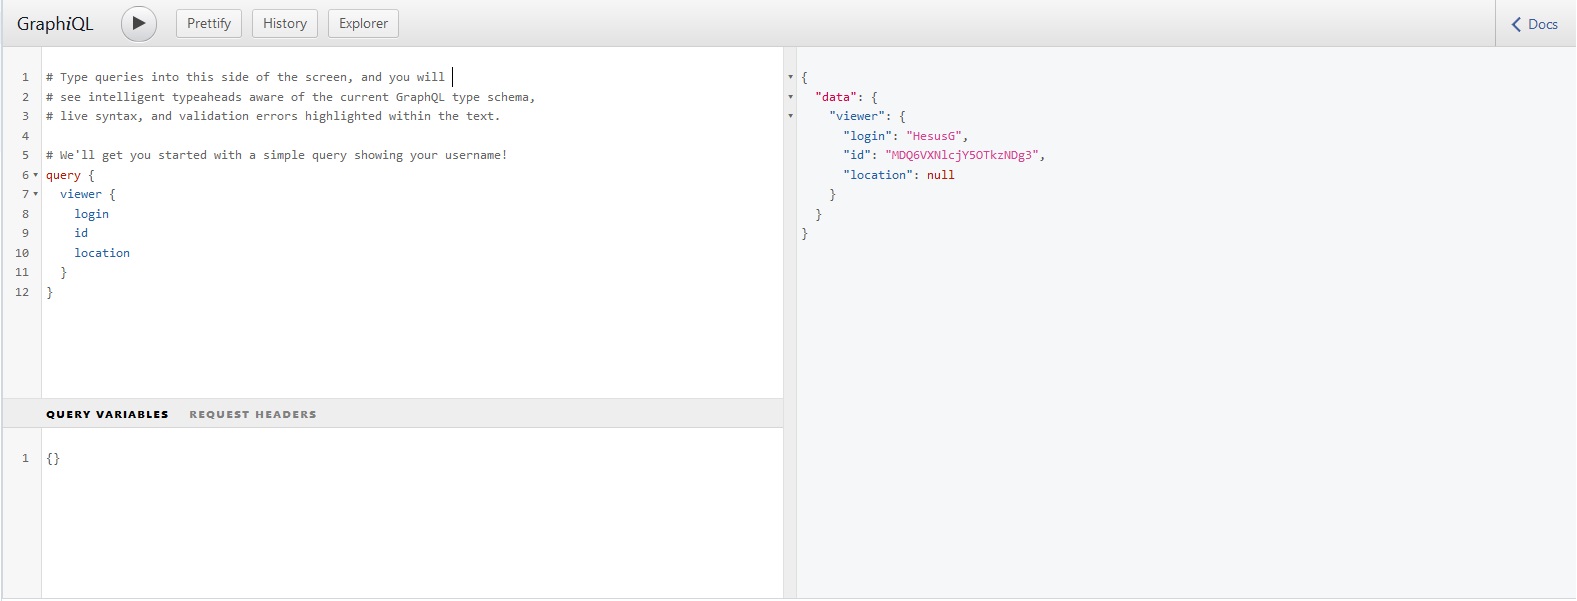 GraphiQL
Prettify
History
Explorer
Docs
1 # Type queries into this side of the screen, and you will
2 # see intelligent typeaheads aware of the current GraphQL type schema,
3 # live syntax, and validation errors highlighted within the text.
4
5 # We'll get you started with a simple query showing your username!
6 query {
7 viewer {
8 login
9 id
10 location
11 }
12 }
QUERY VARIABLES REQUEST HEADERS
1 {}
{
"data": {
"viewer": {
"login": "HesusG",
"id": "MDQ6VXNlcjY5OTkzNDg3",
"location": null
}
}
}